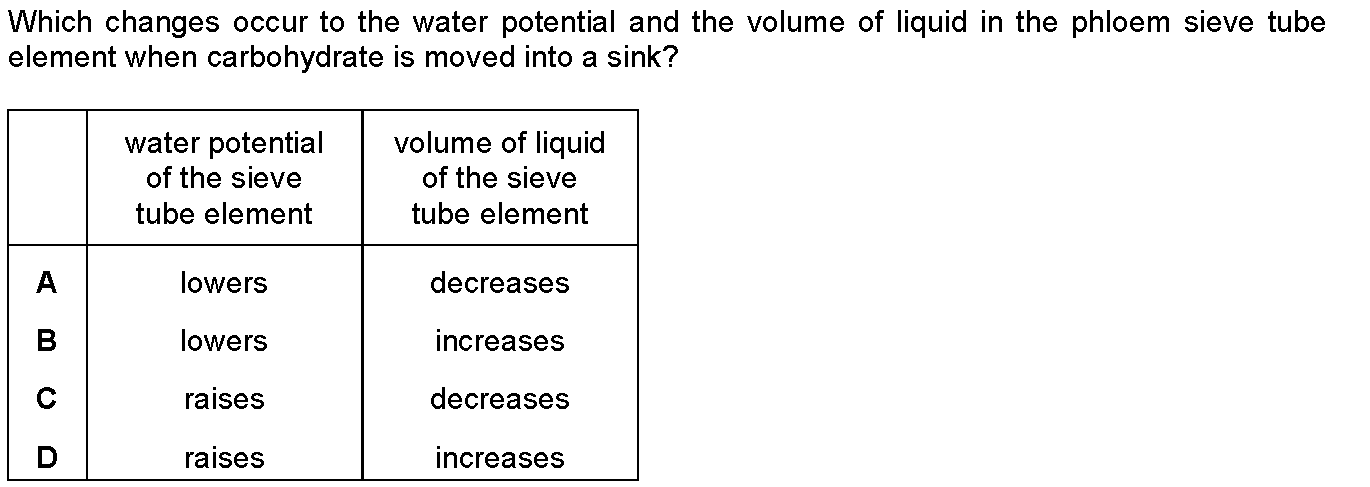 Which changes occur to the water potential and the volume of liquid in the phloem sieve tube
element when carbohydrate is moved into a sink?
water potential
of the sieve
tube element
volume of liquid
of the sieve
tube element
A lowers decreases
B lowers increases
C raises decreases
D raises increases